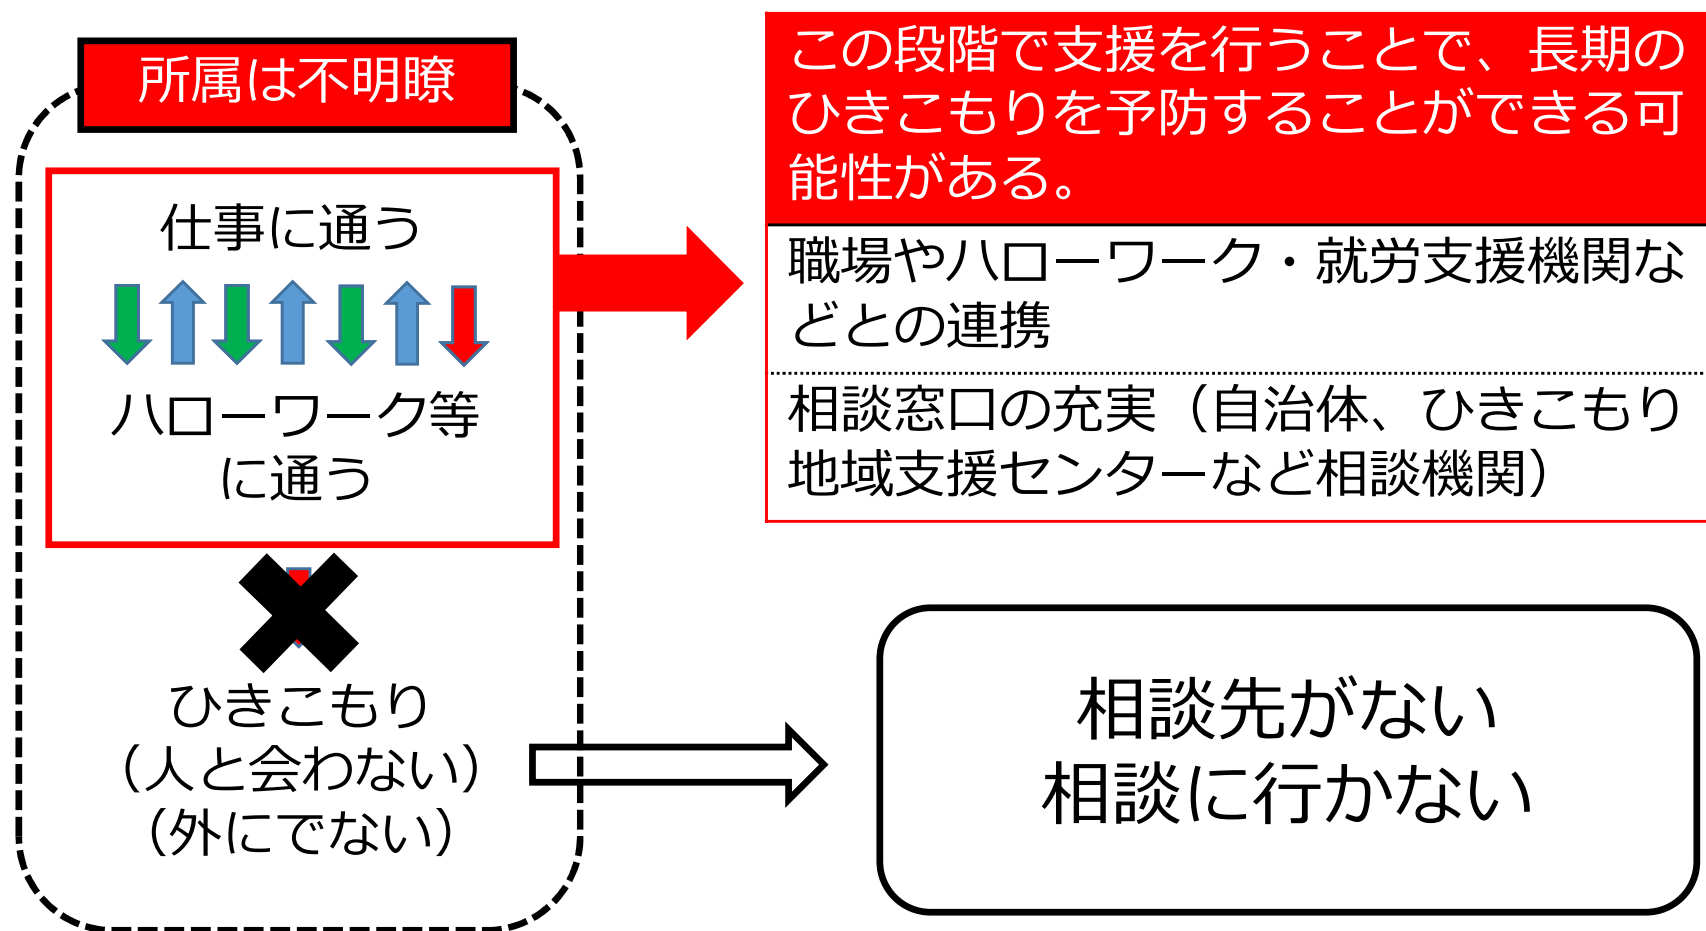 所属は不明瞭
仕事に通う
ハローワーク等
に通う
ひきこもり
（人と会わない）
（外にでない）
この段階で支援を行うことで、長期の
ひきこもりを予防することができる可
能性がある。
職場やハローワーク・就労支援機関な
どとの連携
相談窓口の充実（自治体、ひきこもり
地域支援センターなど相談機関）
相談先がない
相談に行かない